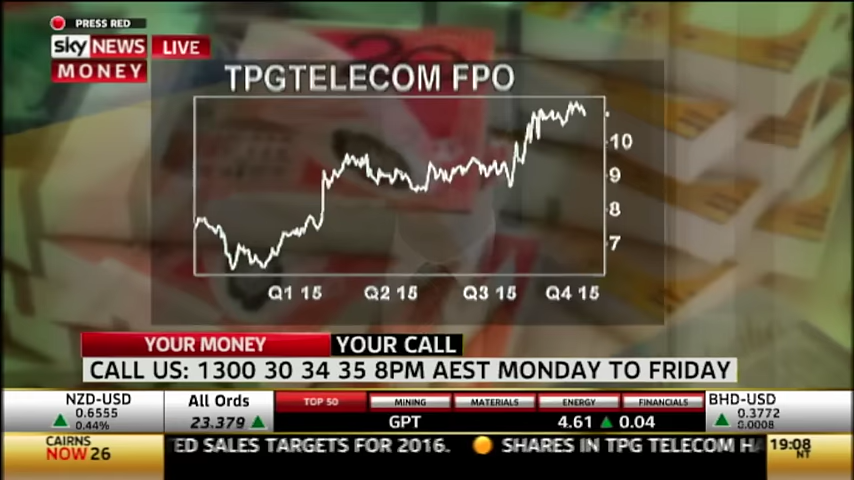 PRESS RED
sky NEWS LIVE
MONEY
TPGTELECOM FPO
10
9
8
7
Q1 15 Q2 15 Q3 15 Q4 15
YOUR MONEY YOUR CALL
CALL US: 1300 30 34 35 8PM AEST MONDAY TO FRIDAY
NZD-USD
0.6555
0.44%
All Ords
23.379
TOP 50 MINING MATERIALS ENERGY FINANCIALS
GPT 4.61 0.04
BHD-USD
0.3772
0.0008
CAIRNS
NOW 26
ED SALES TARGETS FOR 2016. SHARES IN TPG TELECOM HA
19:08
NT